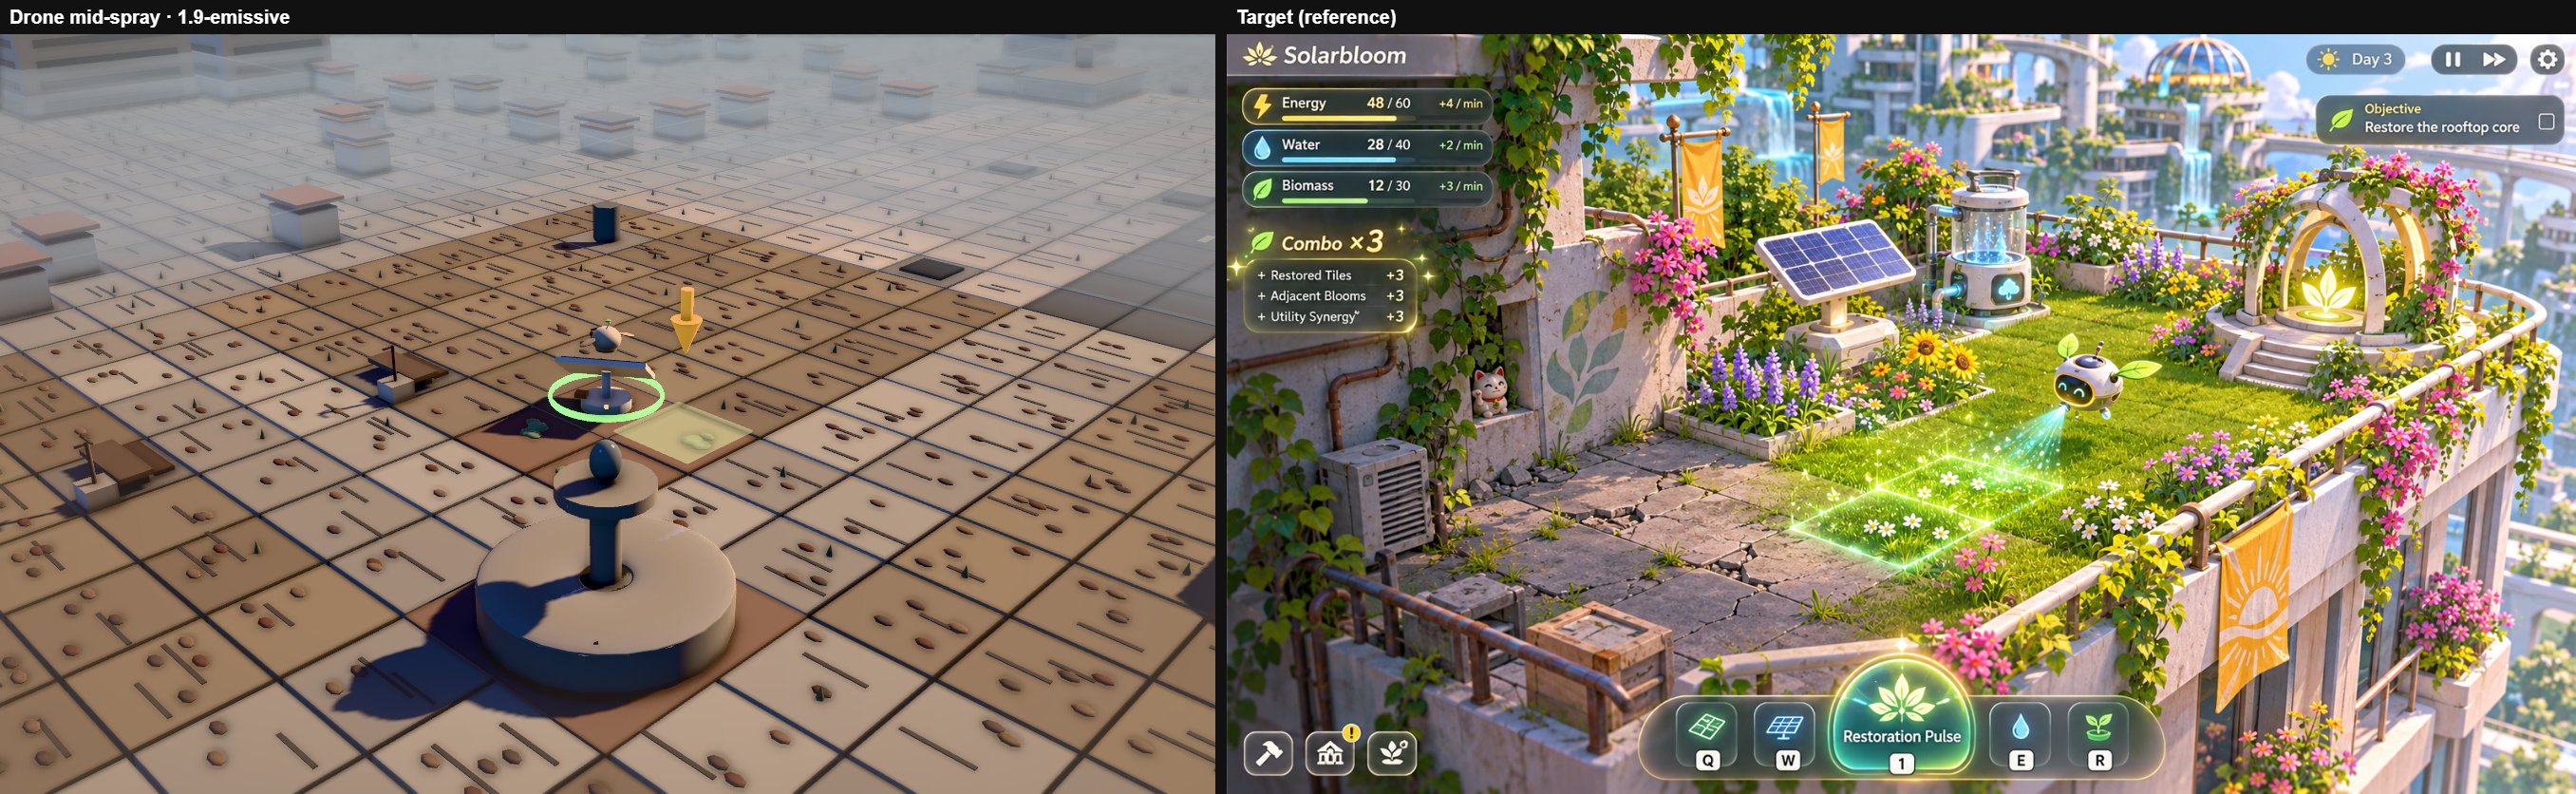 Drone mid-spray · 1.9-emissive
Target (reference)
Solarbloom
Energy 48 / 60 +4 / min
Water 28 / 40 +2 / min
Biomass 12 / 30 +3 / min
Combo ×3
+ Restored Tiles +3
+ Adjacent Blooms +3
+ Utility Synergy +3
Day 3
Objective
Restore the rooftop core
!
Restoration Pulse
Q W 1 E R